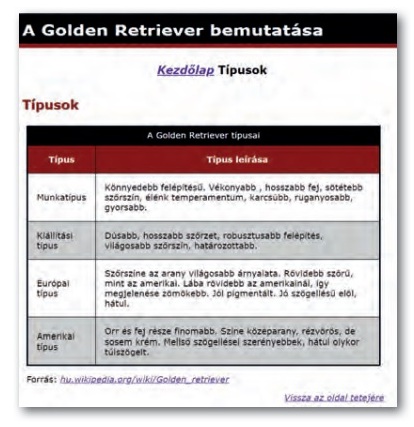 A Golden Retriever bemutatása
Kezdőlap Típusok
Típusok
A Golden Retriever típusai
Típus Típus leírása
Munkatípus
Könnyedebb felépítésű. Vékonyabb , hosszabb fej, sötétebb
szőrszín, élénk temperamentum, karcsúbb, ruganyosabb,
gyorsabb.
Kiállítási
típus
Dúsabb, hosszabb szőrzet, robusztusabb felépítés,
világosabb szőrszín, határozottabb.
Európai
típus
Szőrszíne az arany világosabb árnyalata. Rövidebb szőrű,
mint az amerikai. Lába rövidebb az amerikainál, így
megjelenése zömökebb. Jól pigmentált. Jó szögellésű elöl,
hátul.
Amerikai
típus
Orr és fej része finomabb. Színe középarany, rézvörös, de
sosem krém. Mellső szögellései szerényebbek, hátul olykor
túlszögelt.
Forrás: hu.wikipedia.org/wiki/Golden_retriever
Vissza az oldal tetejére